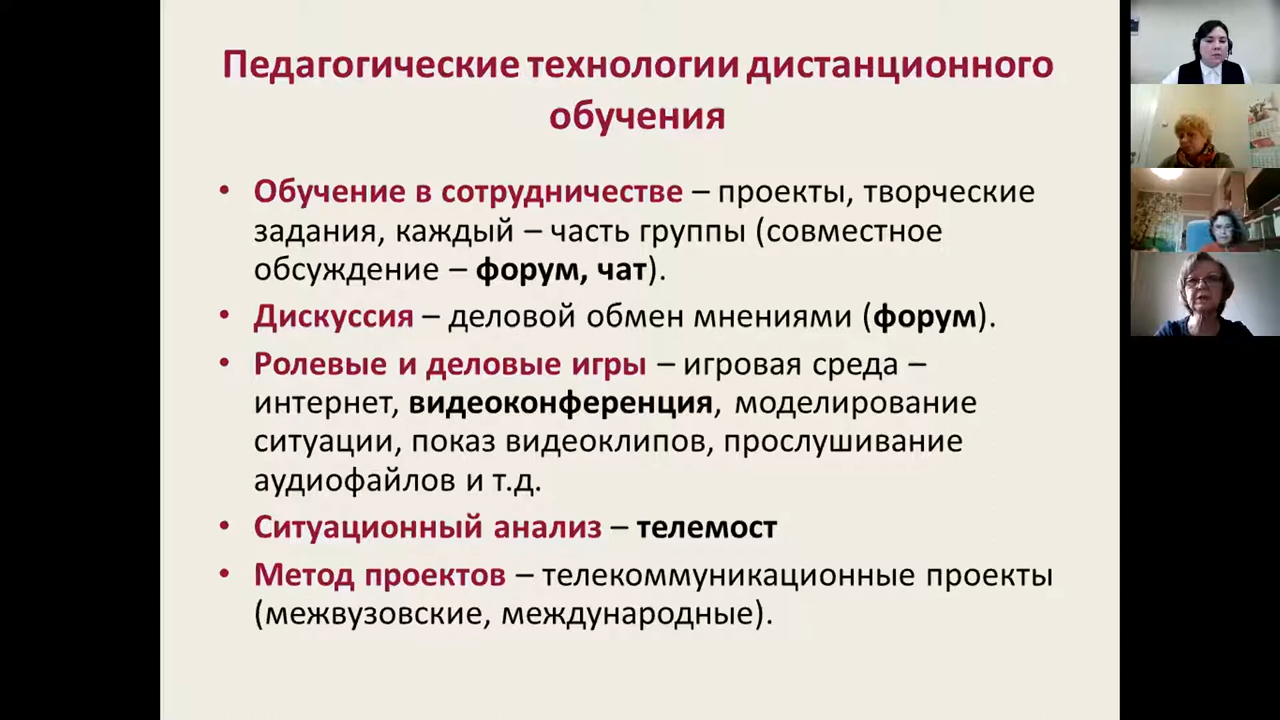 Педагогические технологии дистанционного
обучения
• Обучение в сотрудничестве – проекты, творческие
задания, каждый – часть группы (совместное
обсуждение – форум, чат).
• Дискуссия – деловой обмен мнениями (форум).
• Ролевые и деловые игры – игровая среда –
интернет, видеоконференция, моделирование
ситуации, показ видеоклипов, прослушивание
аудиофайлов и т.д.
• Ситуационный анализ – телемост
• Метод проектов – телекоммуникационные проекты
(межвузовские, международные).